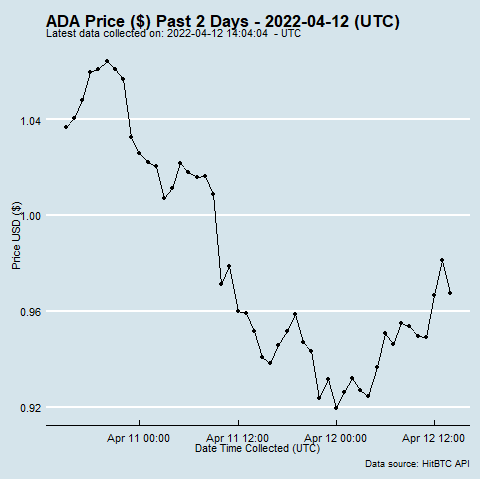 ADA Price ($) Past 2 Days - 2022-04-12 (UTC)
Latest data collected on: 2022-04-12 14:04:04 - UTC
Price USD ($)
1.04
1.00
0.96
0.92
Apr 11 00:00 Apr 11 12:00 Apr 12 00:00 Apr 12 12:00
Date Time Collected (UTC)
Data source: HitBTC API